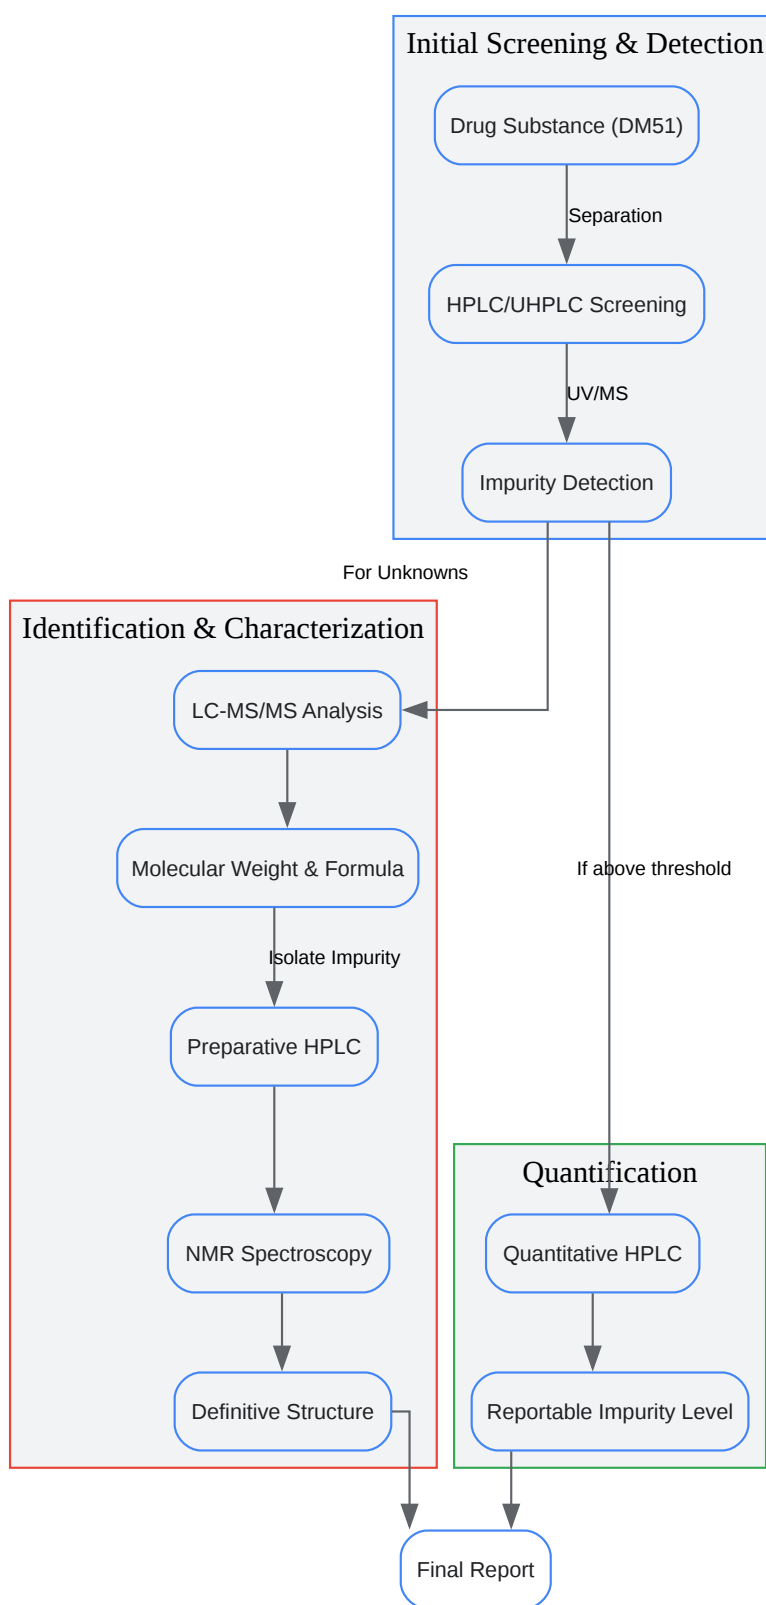 Initial Screening & Detection
Drug Substance (DM51)
Separation
HPLC/UHPLC Screening
UV/MS
Impurity Detection
For Unknowns
Identification & Characterization
LC-MS/MS Analysis
Molecular Weight & Formula
If above threshold
Isolate Impurity
Preparative HPLC
Quantification
NMR Spectroscopy
Quantitative HPLC
Definitive Structure
Reportable Impurity Level
Final Report